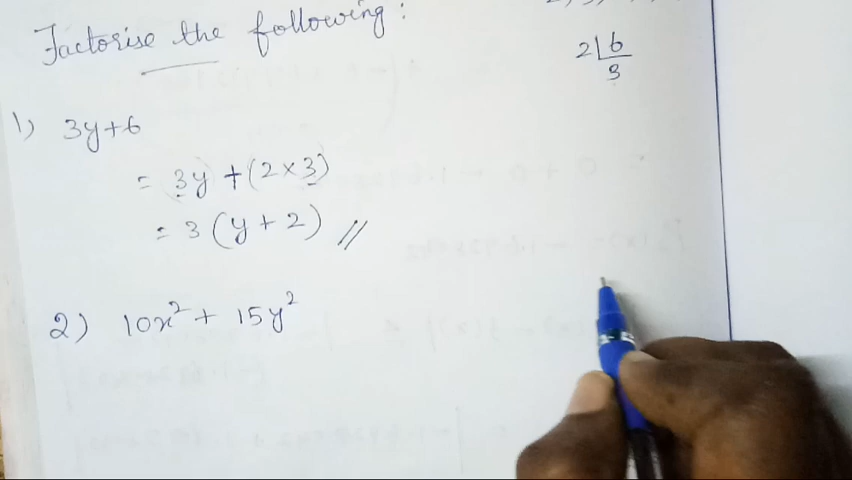 Factorise the following:
2 | 6
3
1) 3y+6
= 3y + (2 × 3)
= 3 (y + 2) //
2) 10x² + 15y²